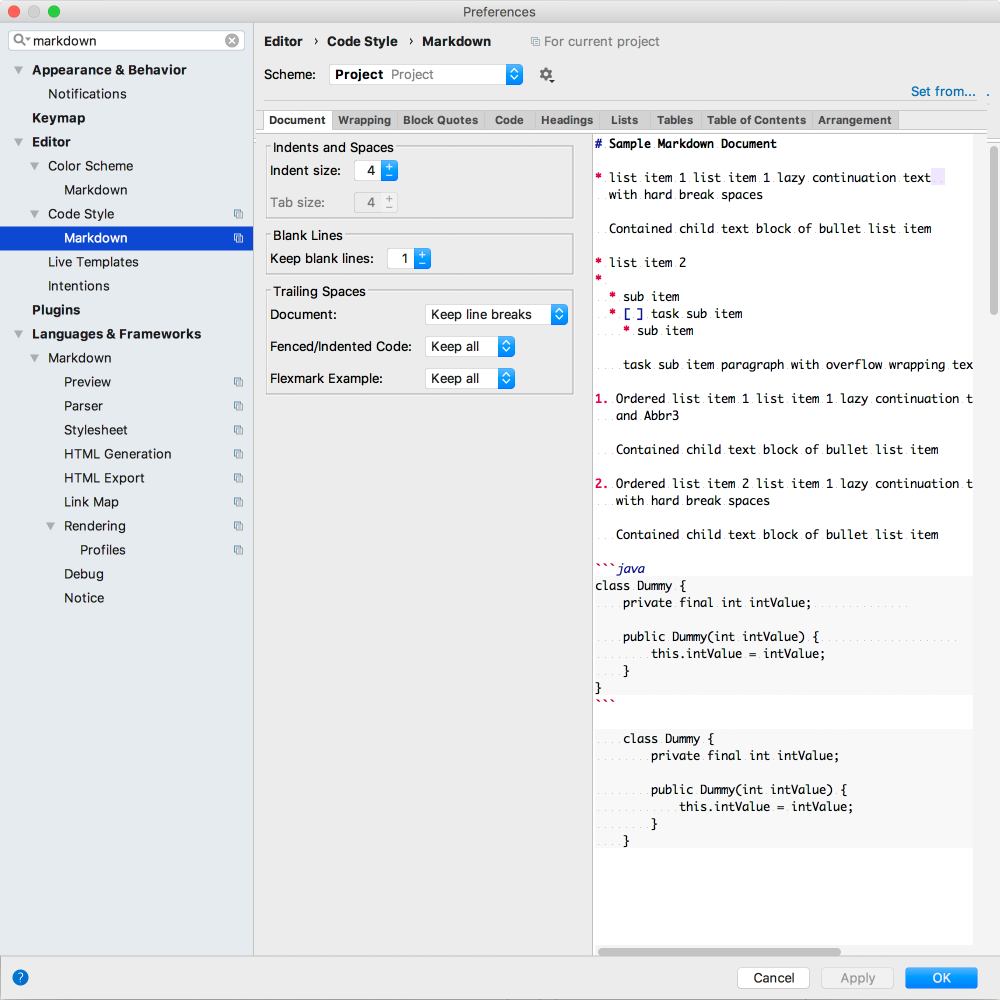 Preferences
markdown
Appearance & Behavior
Notifications
Keymap
Editor
Color Scheme
Markdown
Code Style
Markdown
Live Templates
Intentions
Plugins
Languages & Frameworks
Markdown
Preview
Parser
Stylesheet
HTML Generation
HTML Export
Link Map
Rendering
Profiles
Debug
Notice
Editor › Code Style › Markdown For current project
Scheme: Project Project
Set from...
Document Wrapping Block Quotes Code Headings Lists Tables Table of Contents Arrangement
Indents and Spaces
Indent size: 4
Tab size: 4
Blank Lines
Keep blank lines: 1
Trailing Spaces
Document: Keep line breaks
Fenced/Indented Code: Keep all
Flexmark Example: Keep all
# Sample Markdown Document
* list item 1 list item 1 lazy continuation text
with hard break spaces
Contained child text block of bullet list item
* list item 2
*
* sub item
* [ ] task sub item
* sub item
task sub item paragraph with overflow wrapping tex
1. Ordered list item 1 list item 1 lazy continuation t
and Abbr3
Contained child text block of bullet list item
2. Ordered list item 2 list item 1 lazy continuation t
with hard break spaces
Contained child text block of bullet list item
```java
class Dummy {
private final int intValue;
public Dummy(int intValue) {
this.intValue = intValue;
}
}
```
class Dummy {
private final int intValue;
public Dummy(int intValue) {
this.intValue = intValue;
}
}
? Cancel Apply OK